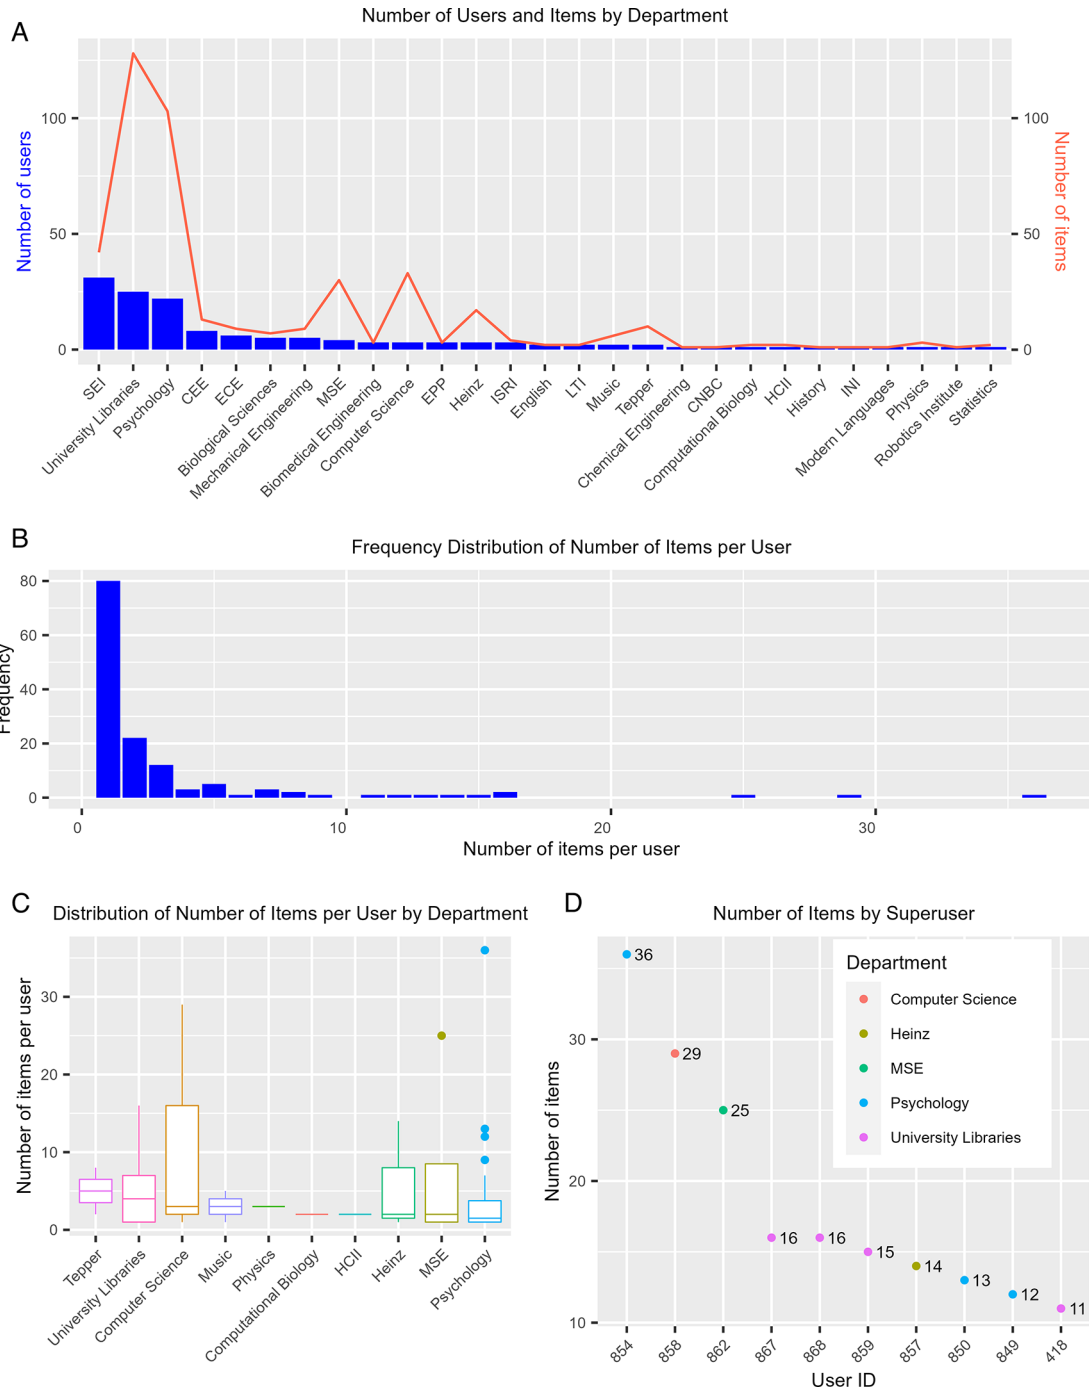 A
Number of Users and Items by Department
Number of users
100
50
0
100
50
0
Number of items
SEI
University Libraries
Psychology
CEE
ECE
Biological Sciences
Mechanical Engineering
MSE
Biomedical Engineering
Computer Science
EPP
Heinz
ISRI
English
LTI
Music
Tepper
Chemical Engineering
CNBC
Computational Biology
HCII
History
INI
Modern Languages
Physics
Robotics Institute
Statistics
B
Frequency Distribution of Number of Items per User
Frequency
80
60
40
20
0
0
10
20
30
Number of items per user
C
Distribution of Number of Items per User by Department
Number of items per user
30
20
10
0
Tepper
University Libraries
Computer Science
Music
Physics
Computational Biology
HCII
Heinz
MSE
Psychology
D
Number of Items by Superuser
Number of items
30
20
10
36
29
25
16
16
15
14
13
12
11
Department
Computer Science
Heinz
MSE
Psychology
University Libraries
854
858
862
867
868
859
857
850
849
418
User ID